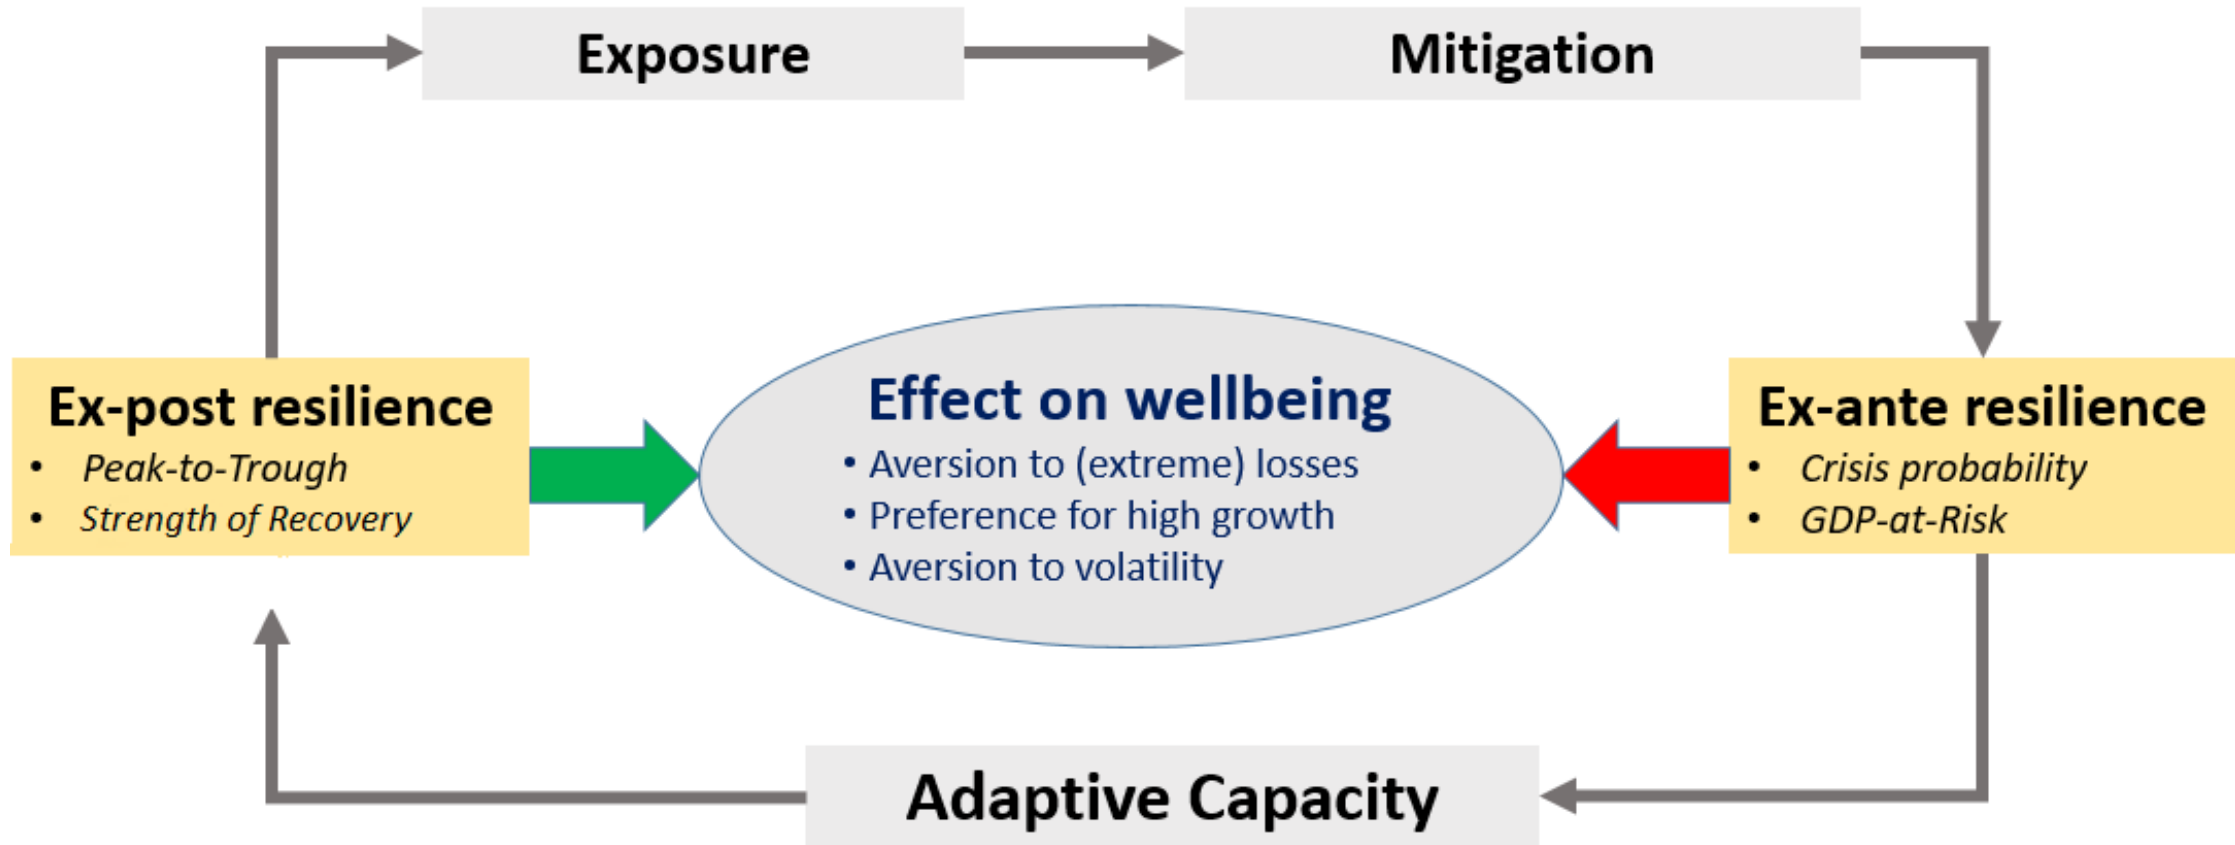 Exposure
Mitigation
Ex-post resilience
• Peak-to-Trough
• Strength of Recovery
Effect on wellbeing
• Aversion to (extreme) losses
• Preference for high growth
• Aversion to volatility
Ex-ante resilience
• Crisis probability
• GDP-at-Risk
Adaptive Capacity